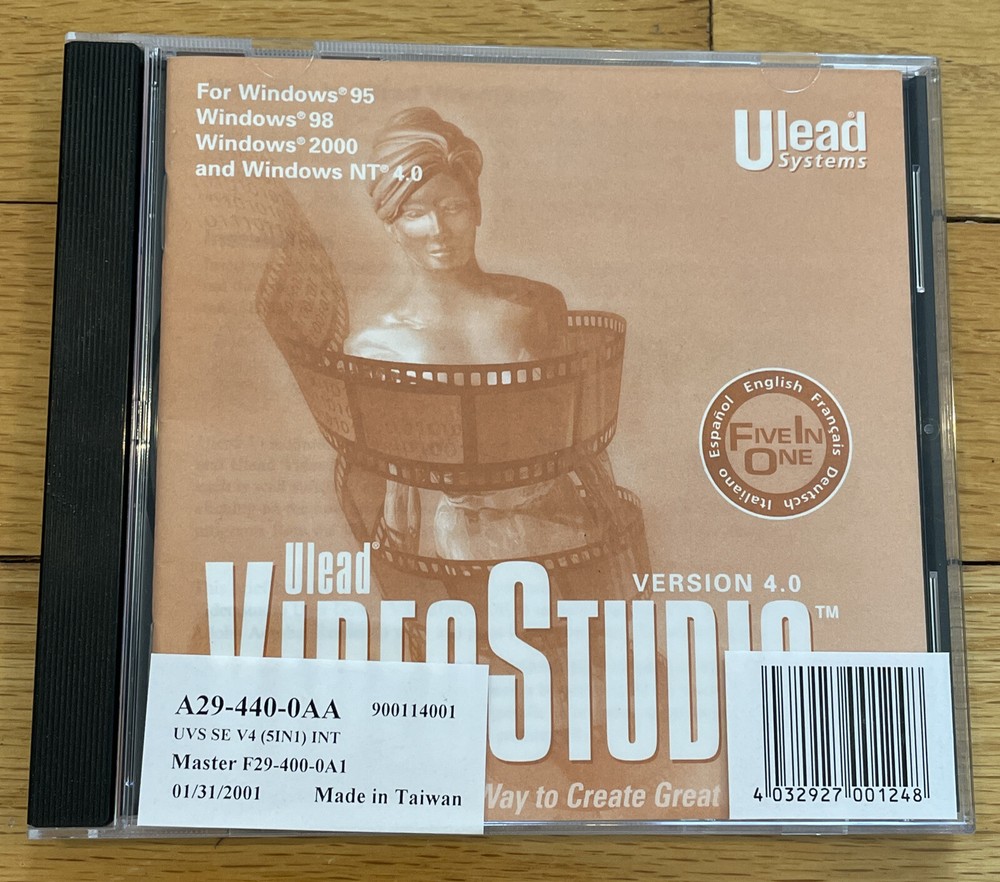 For Windows® 95
Windows® 98
Windows® 2000
and Windows NT® 4.0
Ulead
Systems
Español English Français Deutsch Italiano
FIVE IN
ONE
Ulead®
VERSION 4.0
VIDEOSTUDIO™
Way to Create Great
A29-440-0AA 900114001
UVS SE V4 (5IN1) INT
Master F29-400-0A1
01/31/2001 Made in Taiwan
4 032927 001248